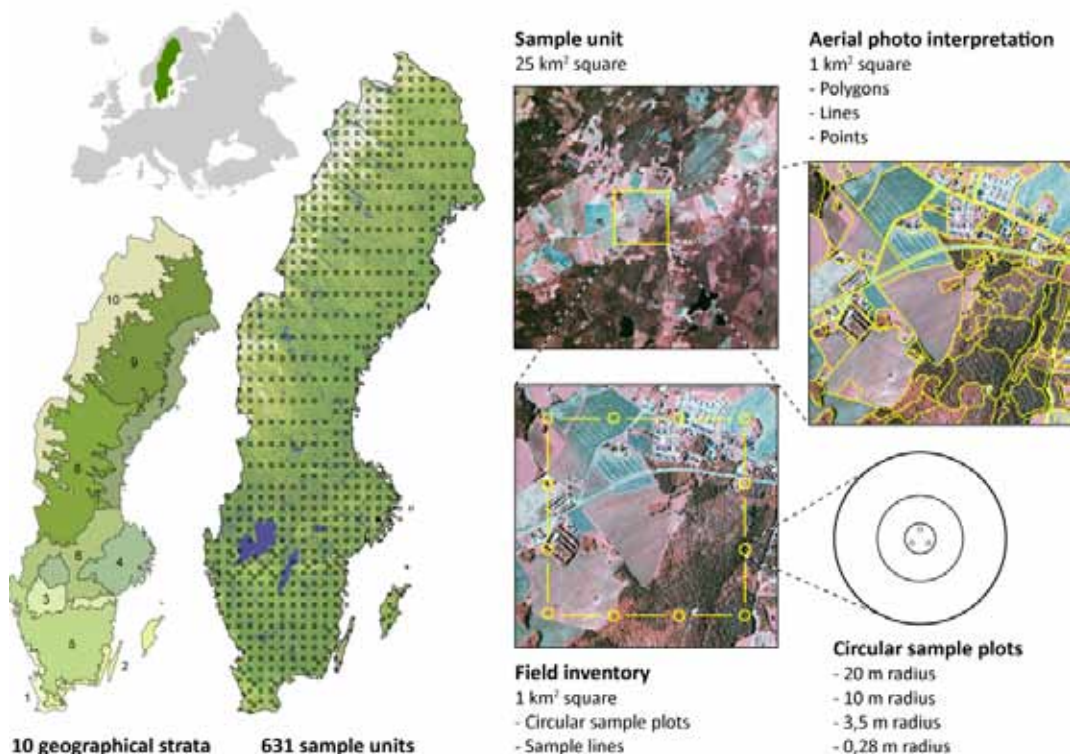 Sample unit
25 km² square
Aerial photo interpretation
1 km² square
- Polygons
- Lines
- Points
10
9
7
8
6
4
3
5
2
1
Field inventory
1 km² square
- Circular sample plots
- Sample lines
Circular sample plots
- 20 m radius
- 10 m radius
- 3,5 m radius
- 0,28 m radius
10 geographical strata
631 sample units